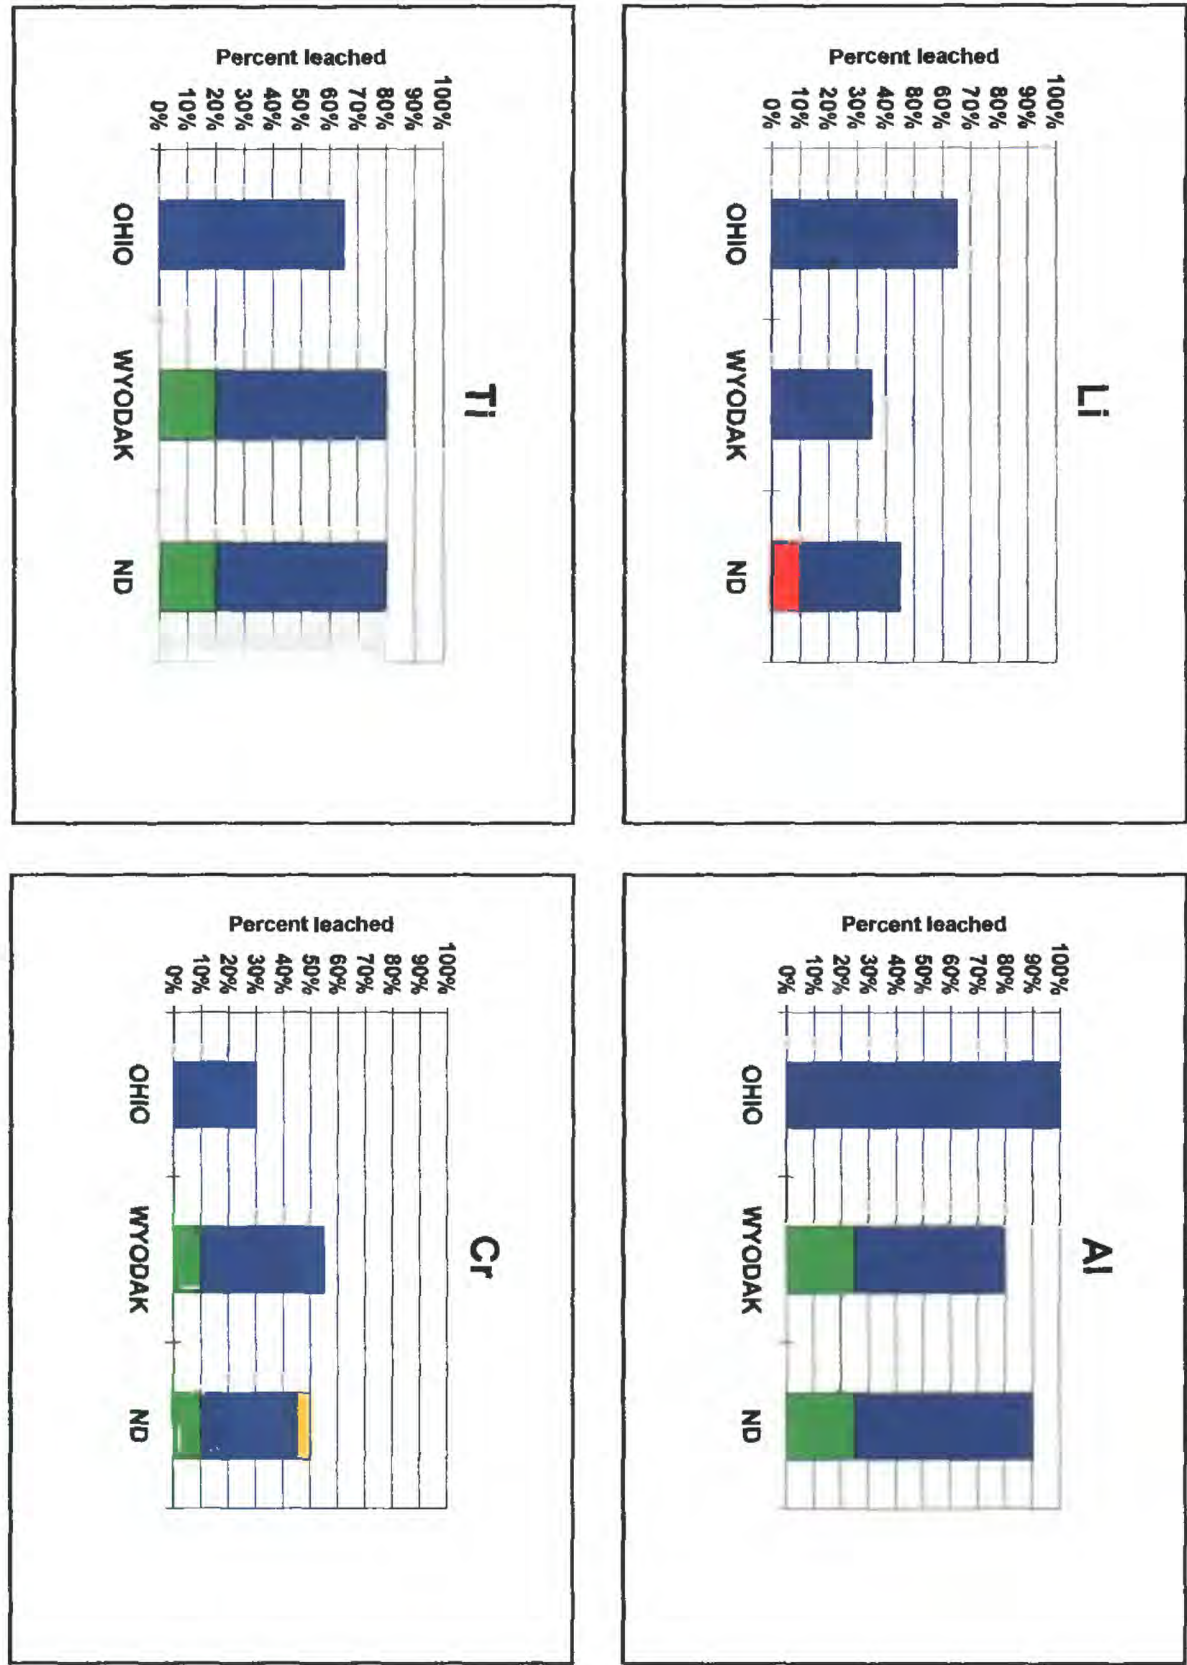 Li
Percent leached
100%
90%
80%
70%
60%
50%
40%
30%
20%
10%
0%
OHIO
WYODAK
ND
Al
Percent leached
100%
90%
80%
70%
60%
50%
40%
30%
20%
10%
0%
OHIO
WYODAK
ND
Ti
Percent leached
100%
90%
80%
70%
60%
50%
40%
30%
20%
10%
0%
OHIO
WYODAK
ND
Cr
Percent leached
100%
90%
80%
70%
60%
50%
40%
30%
20%
10%
0%
OHIO
WYODAK
ND